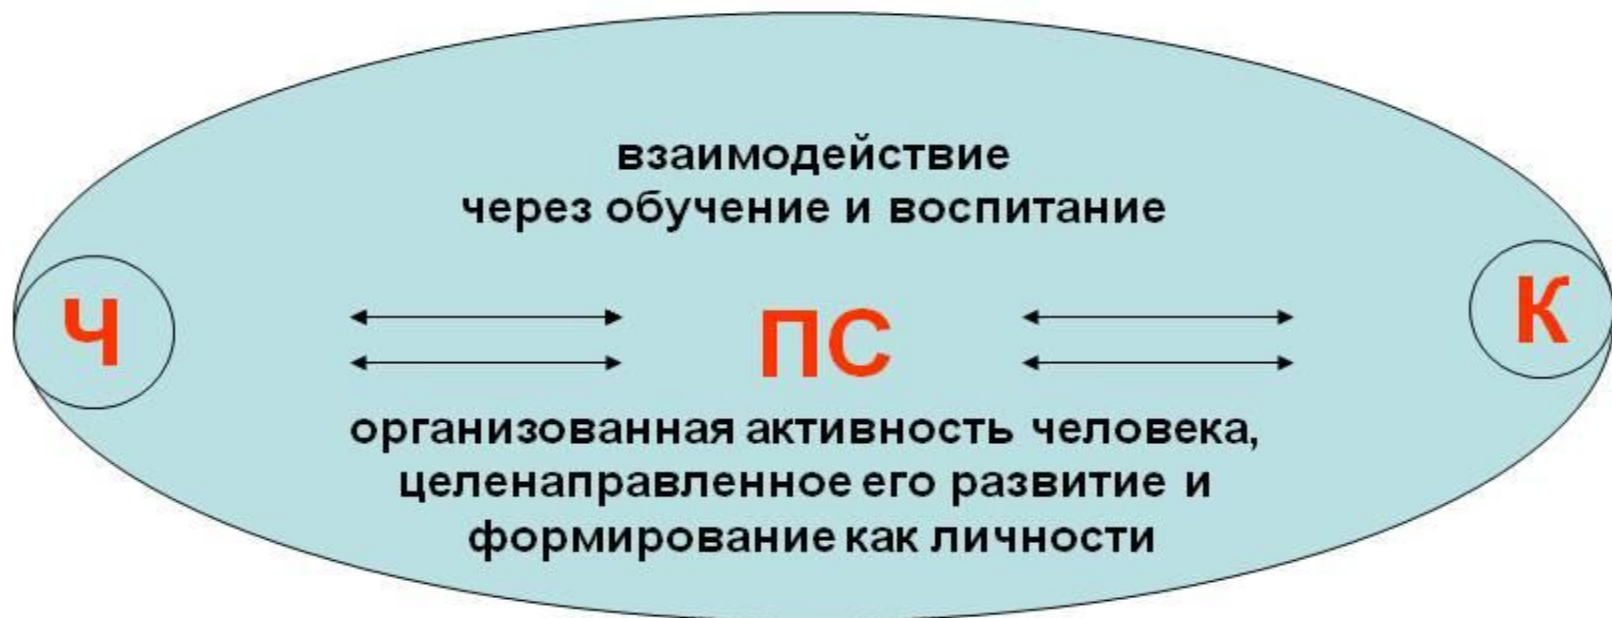 взаимодействие
через обучение и воспитание
Ч
ПС
К
организованная активность человека,
целенаправленное его развитие и
формирование как личности